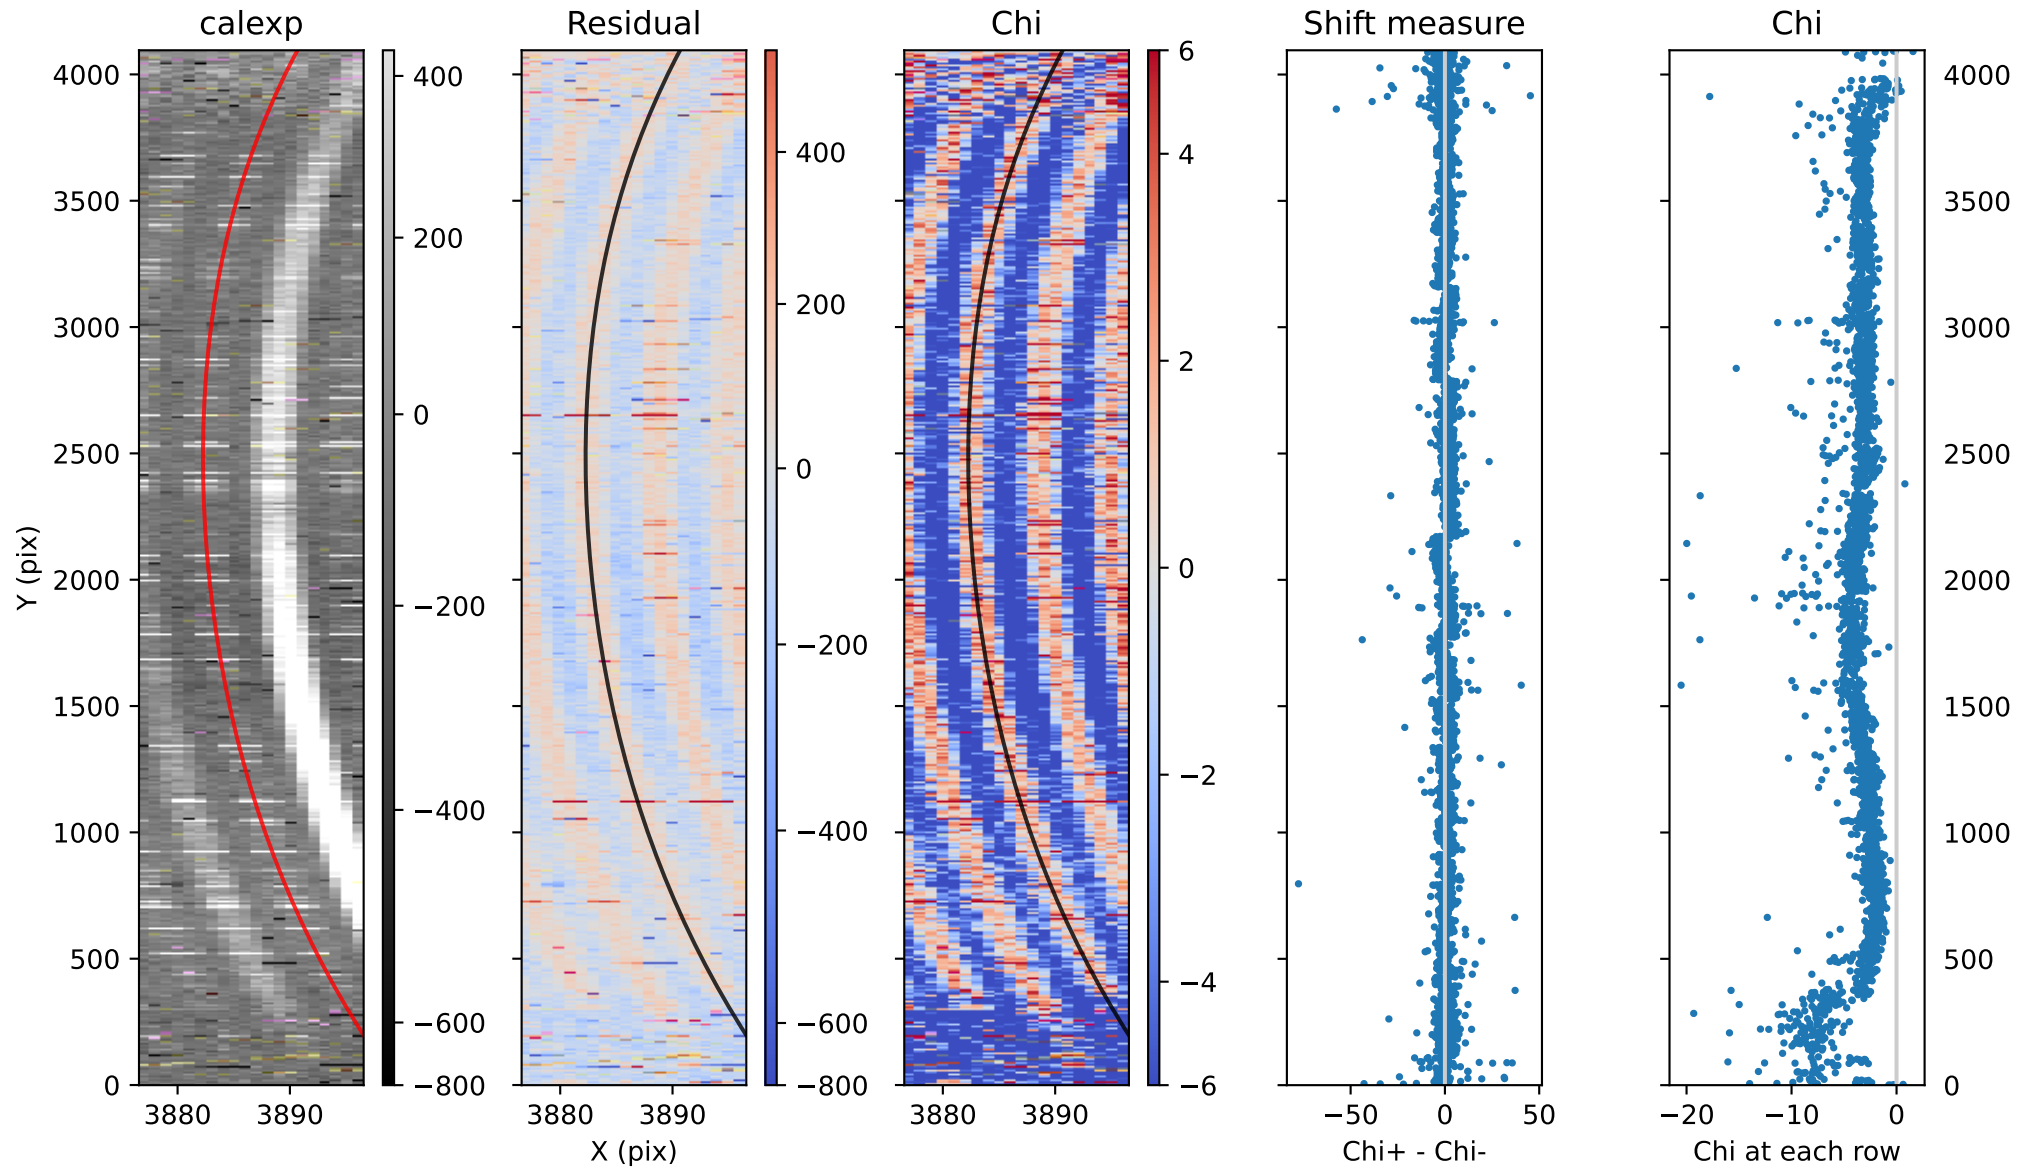 calexp Residual Chi Shift measure Chi
4000 400 400 6 4000
4
3500 200 200 3500
3000 2 3000
0 0
2500 0 2500
−200
2000 −200 2000
1500 −2 1500
−400
1000 −400 1000
500 −4 500
−600 −600
0 −800 −800 −6 0
3880 3890 3880 3890 3880 3890 −50 0 50 −20 −10 0
Y (pix)
X (pix) Chi+ - Chi- Chi at each row